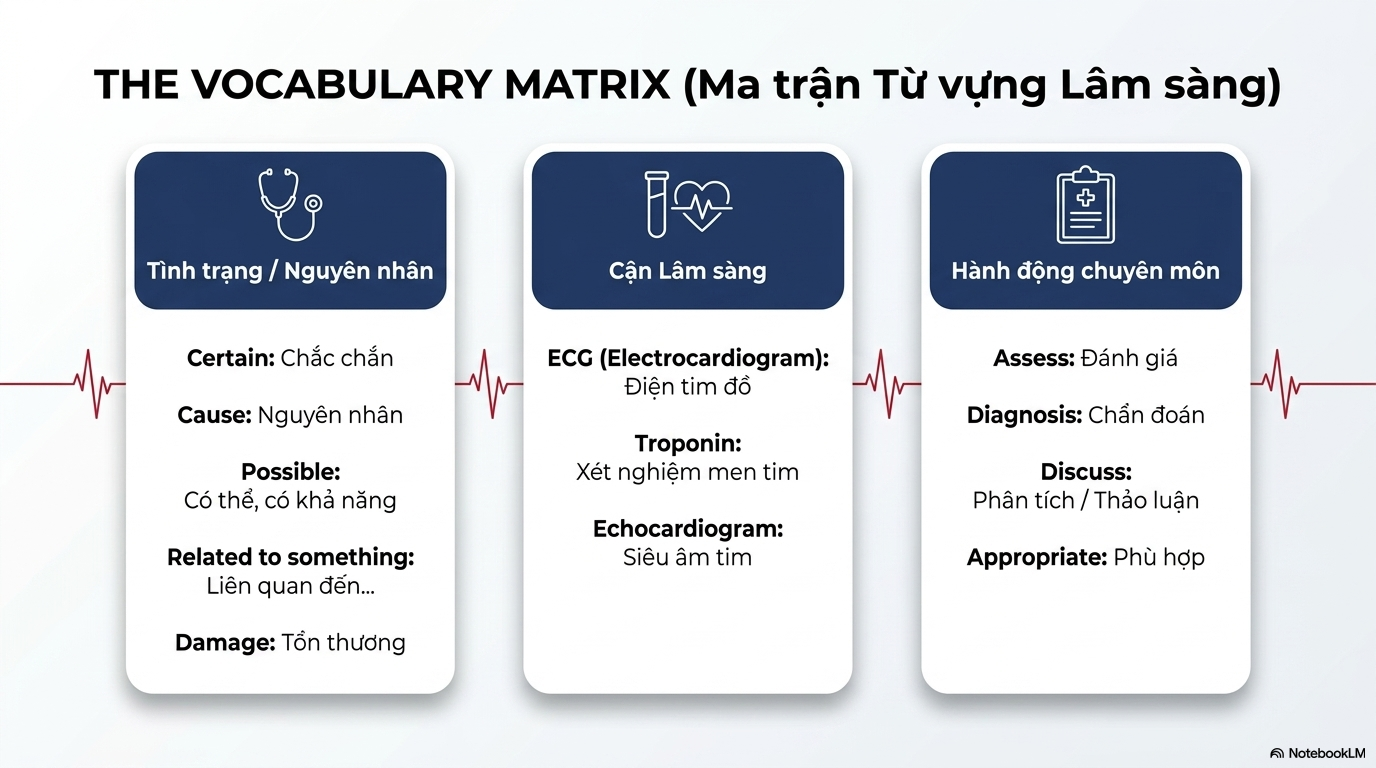 THE VOCABULARY MATRIX (Ma trận Từ vựng Lâm sàng)
Tình trạng / Nguyên nhân
Certain: Chắc chắn
Cause: Nguyên nhân
Possible:
Có thể, có khả năng
Related to something:
Liên quan đến...
Damage: Tổn thương
Cận Lâm sàng
ECG (Electrocardiogram):
Điện tim đồ
Troponin:
Xét nghiệm men tim
Echocardiogram:
Siêu âm tim
Hành động chuyên môn
Assess: Đánh giá
Diagnosis: Chẩn đoán
Discuss:
Phân tích / Thảo luận
Appropriate: Phù hợp
NotebookLM